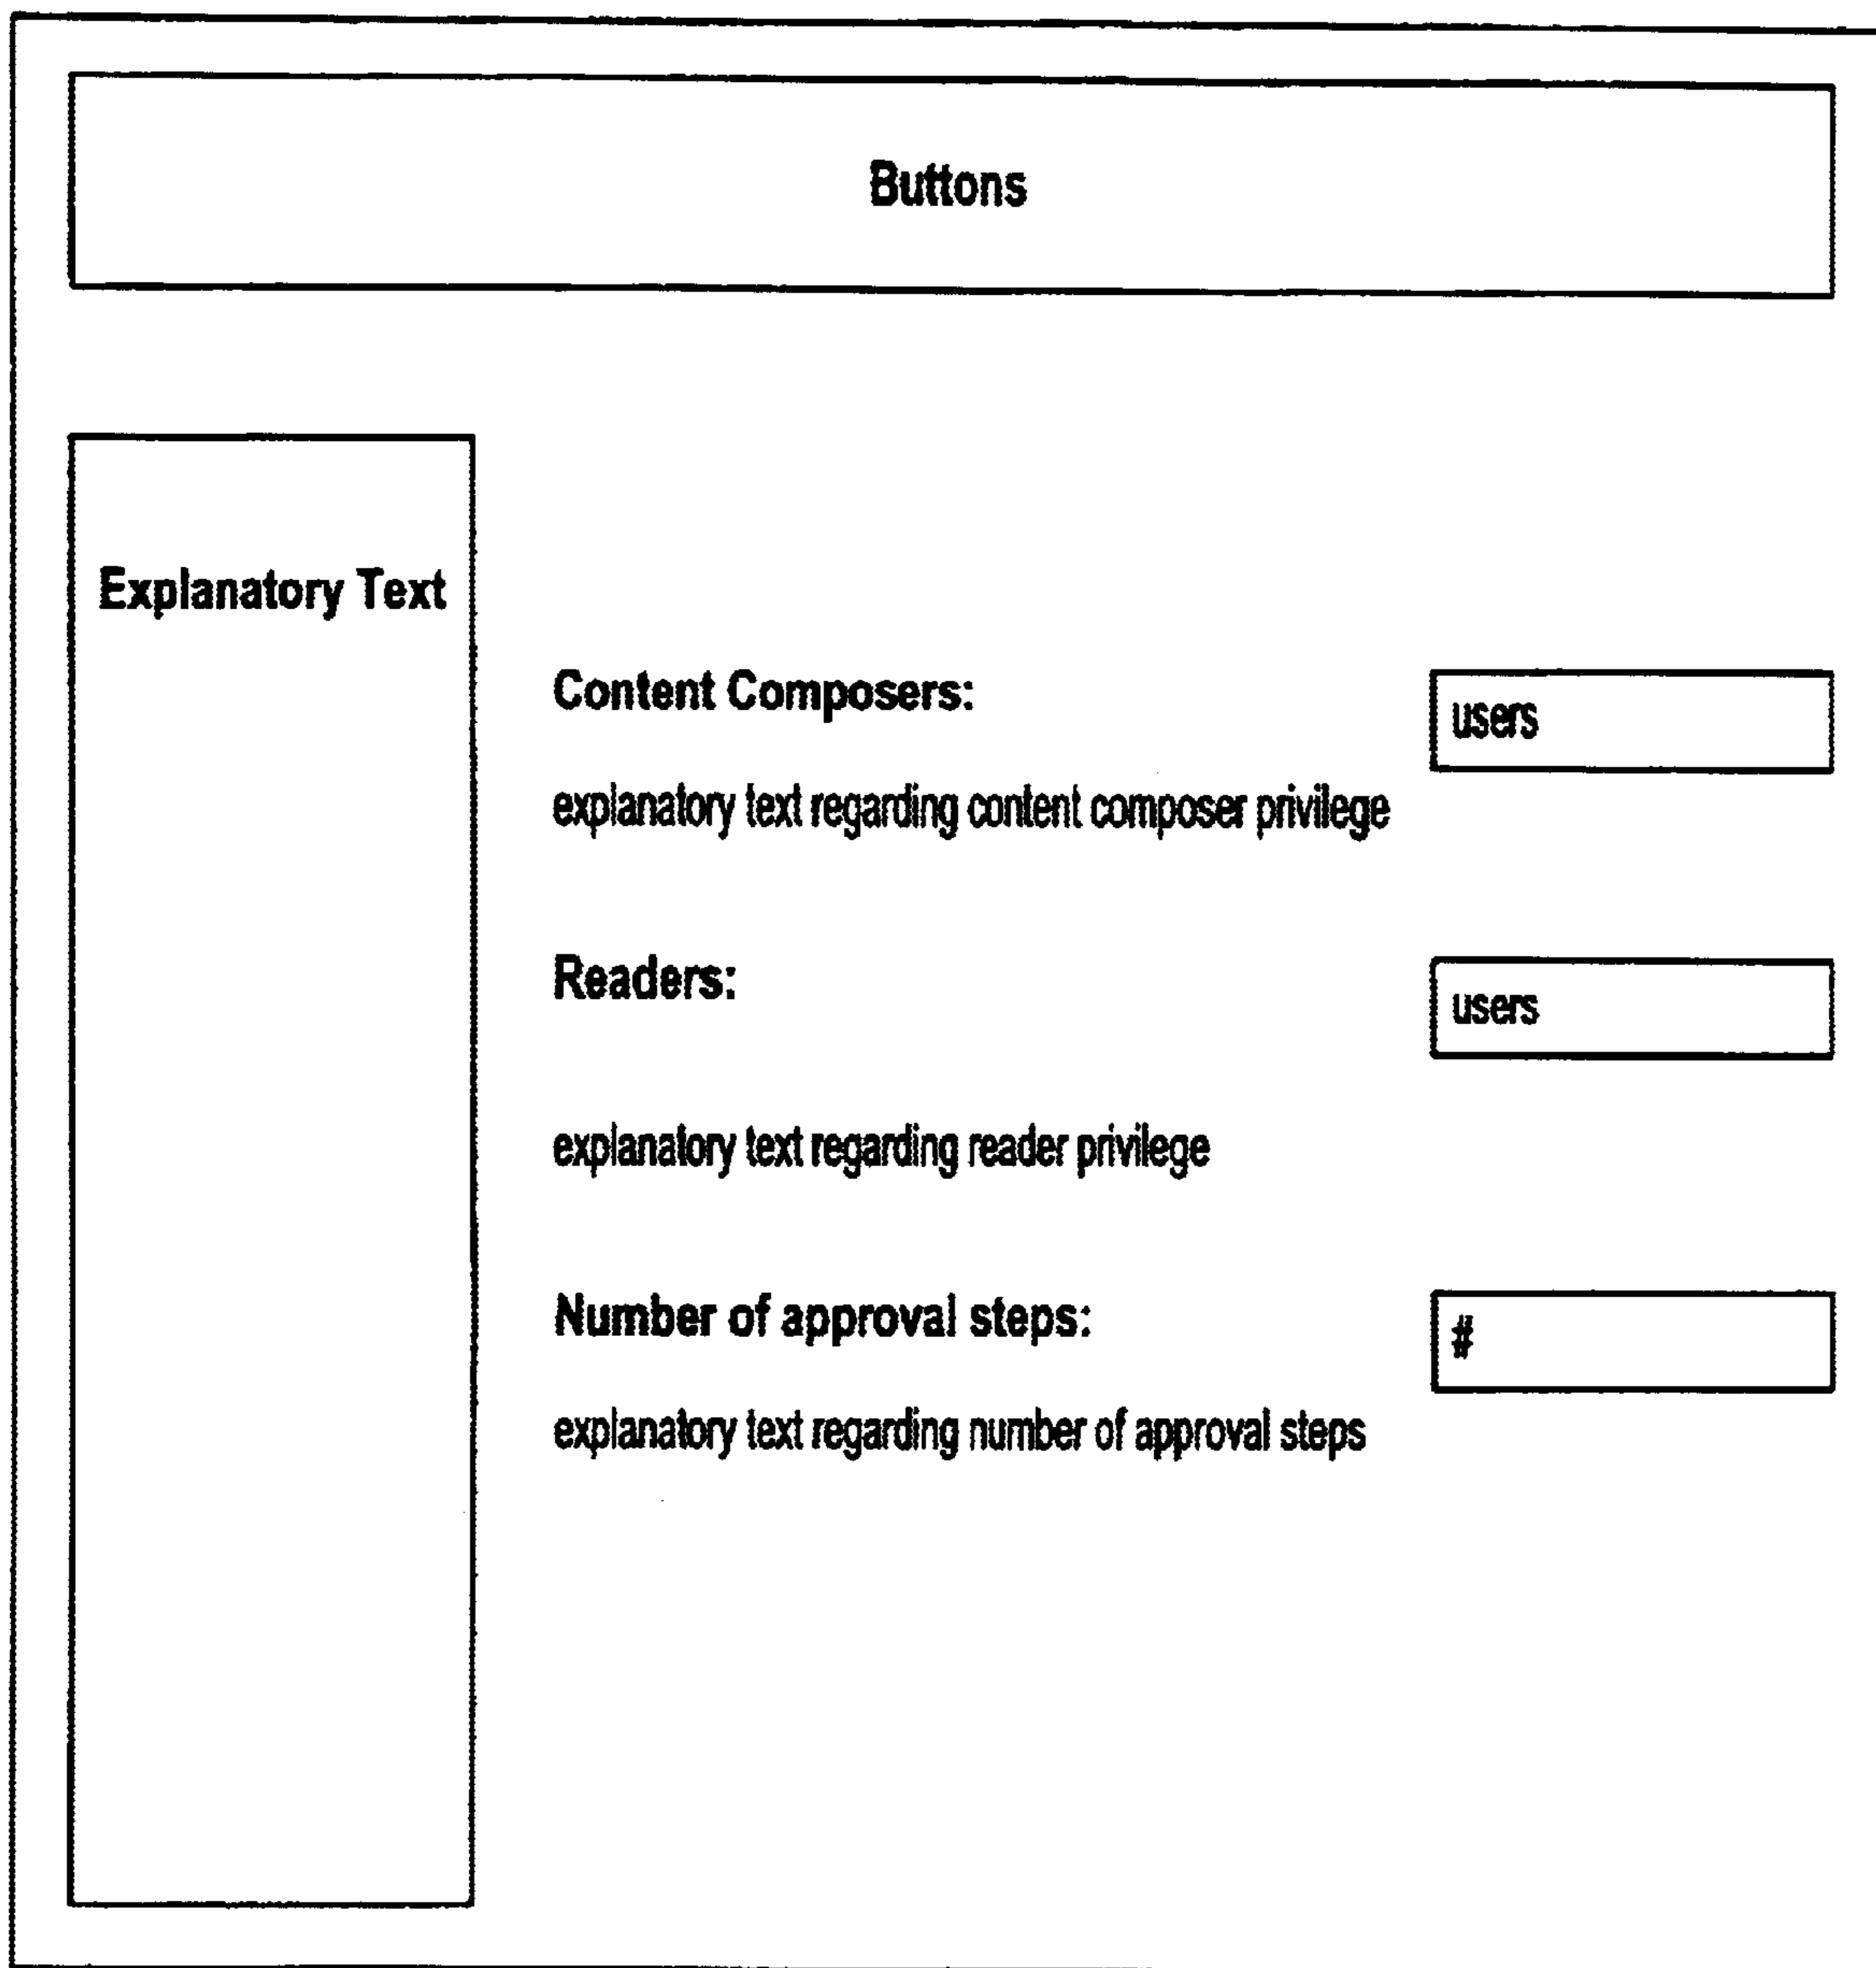 Buttons
Explanatory Text
Content Composers:
users
explanatory text regarding content composer privilege
Readers:
users
explanatory text regarding reader privilege
Number of approval steps:
#
explanatory text regarding number of approval steps